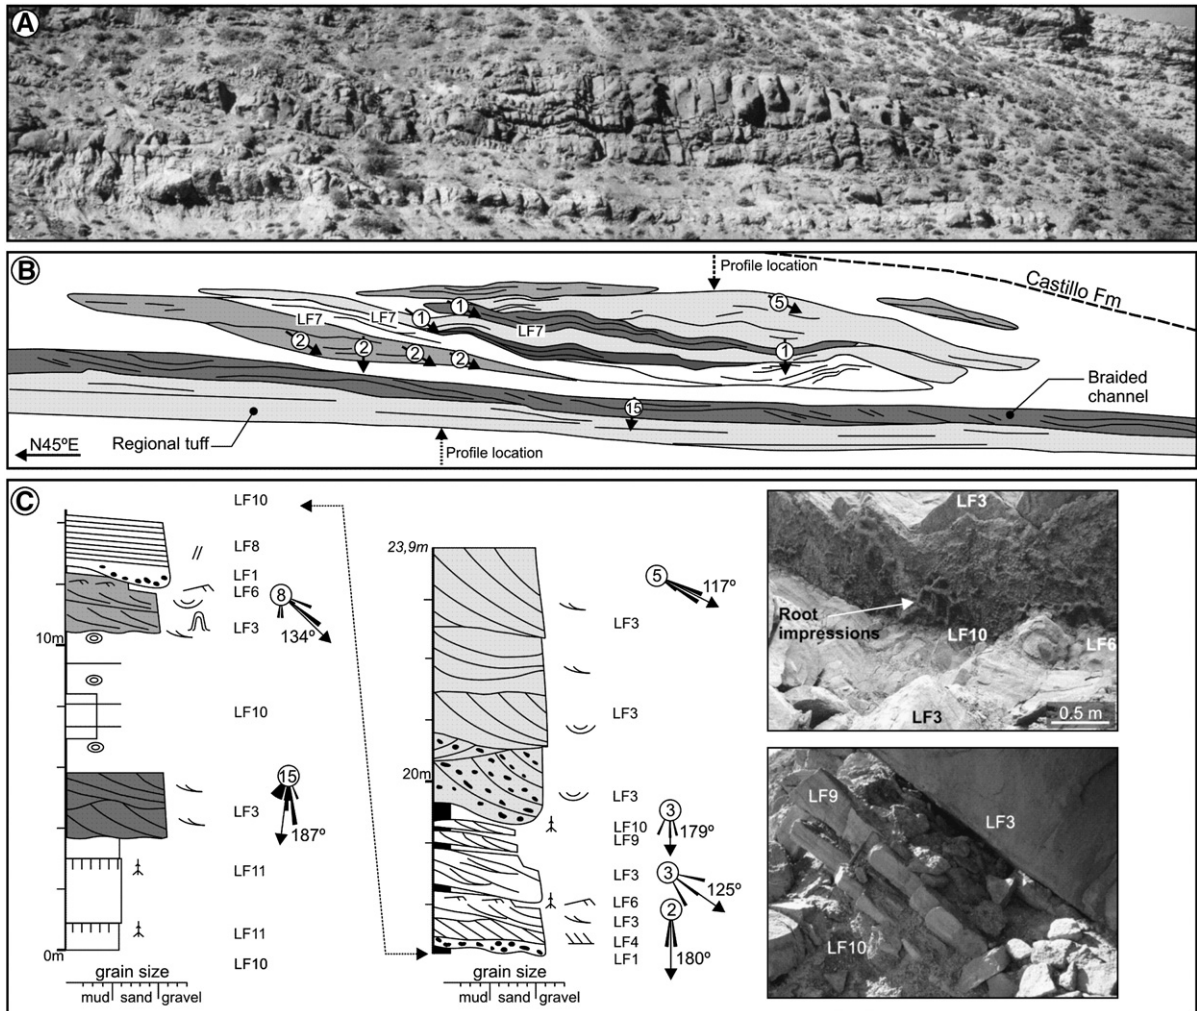 A
B
Profile location
Castillo Fm
5
1
1
LF7
LF7
LF7
2
2
2
2
1
15
Braided
channel
Regional tuff
N45ºE
Profile location
C
LF10
LF8
LF1
LF6
8
LF3
134º
10m
LF10
15
LF3
187º
LF11
LF11
0m
LF10
grain size
mud sand gravel
23,9m
5
117º
LF3
LF3
20m
LF3
3
LF10
179º
LF9
LF3
3
125º
LF6
2
LF3
LF4
LF1
180º
grain size
mud sand gravel
LF3
Root
impressions
LF10
LF6
LF3
0.5 m
LF9
LF3
LF10